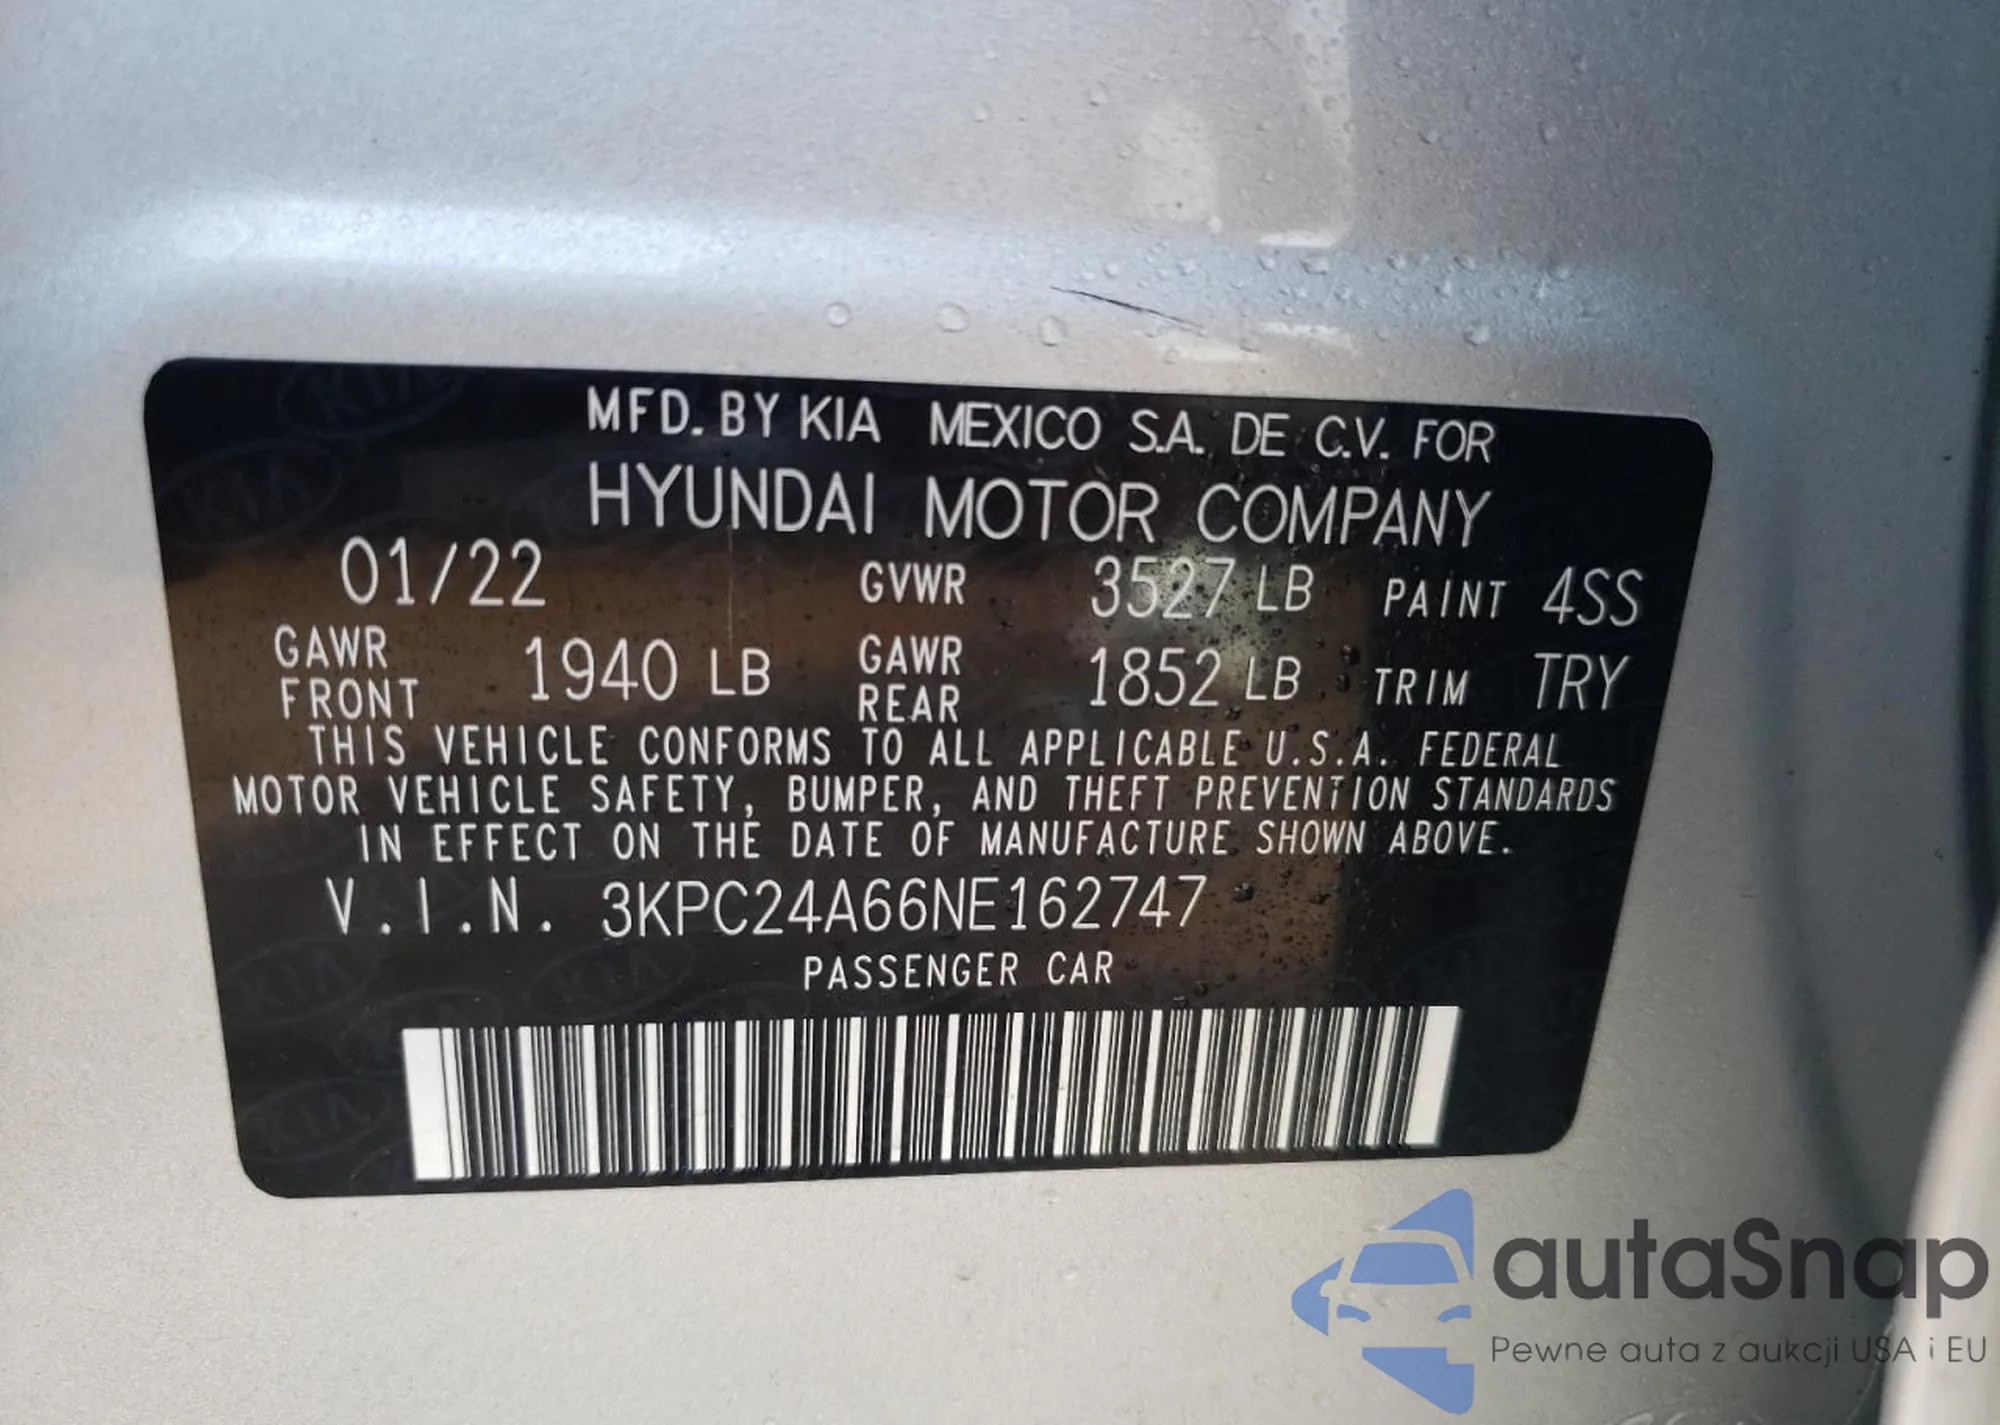 MFD. BY KIA MEXICO S.A. DE C.V. FOR
HYUNDAI MOTOR COMPANY
01/22 GVWR 3527 LB PAINT 4SS
GAWR FRONT 1940 LB GAWR REAR 1852 LB TRIM TRY
THIS VEHICLE CONFORMS TO ALL APPLICABLE U.S.A. FEDERAL
MOTOR VEHICLE SAFETY, BUMPER, AND THEFT PREVENTION STANDARDS
IN EFFECT ON THE DATE OF MANUFACTURE SHOWN ABOVE.
V.I.N. 3KPC24A66NE162747
PASSENGER CAR
autaSnap
Pewne auta z aukcji USA i EU